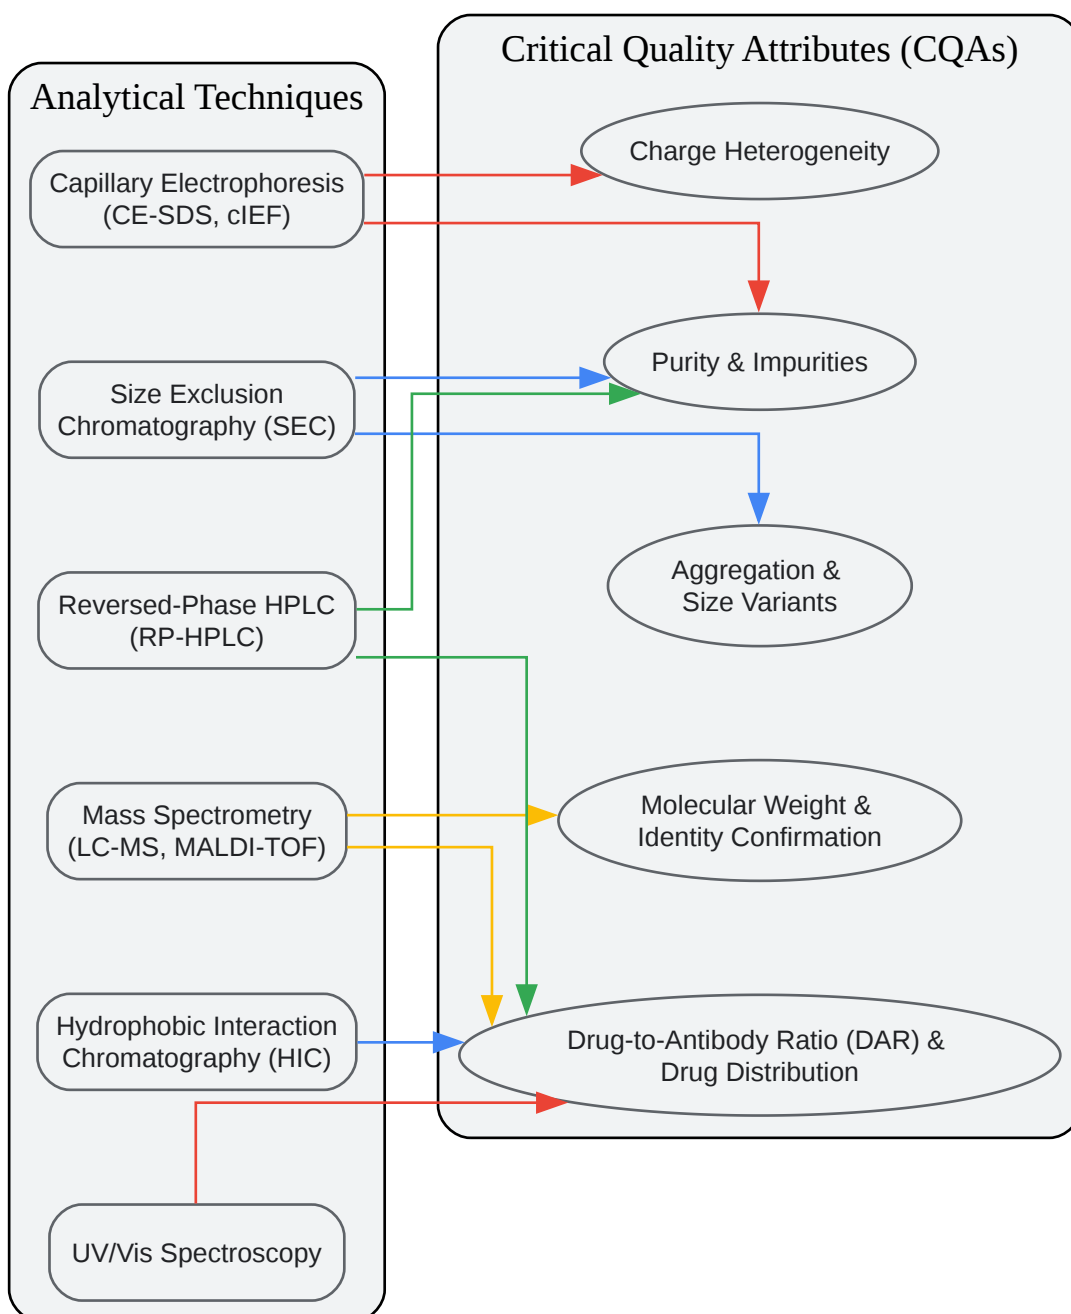 Critical Quality Attributes (CQAs)
Analytical Techniques
Charge Heterogeneity
Capillary Electrophoresis
(CE-SDS, cIEF)
Purity & Impurities
Size Exclusion
Chromatography (SEC)
Aggregation &
Size Variants
Reversed-Phase HPLC
(RP-HPLC)
Molecular Weight &
Identity Confirmation
Mass Spectrometry
(LC-MS, MALDI-TOF)
Hydrophobic Interaction
Chromatography (HIC)
Drug-to-Antibody Ratio (DAR) &
Drug Distribution
UV/Vis Spectroscopy